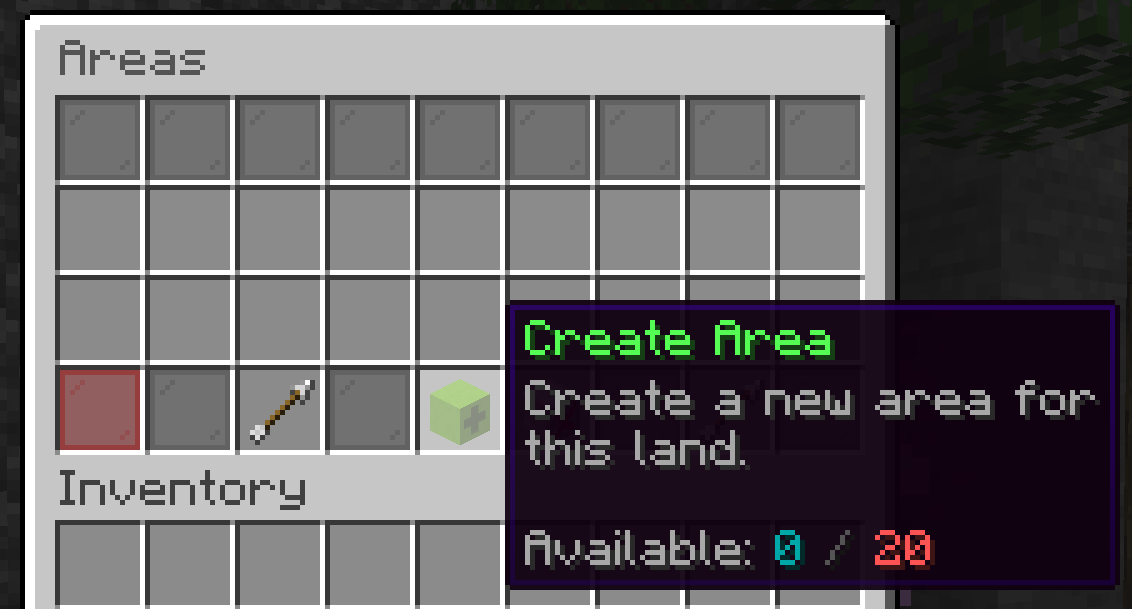 Areas
Create Area
Create a new area for
this land.
Inventory
Available: 0 / 20